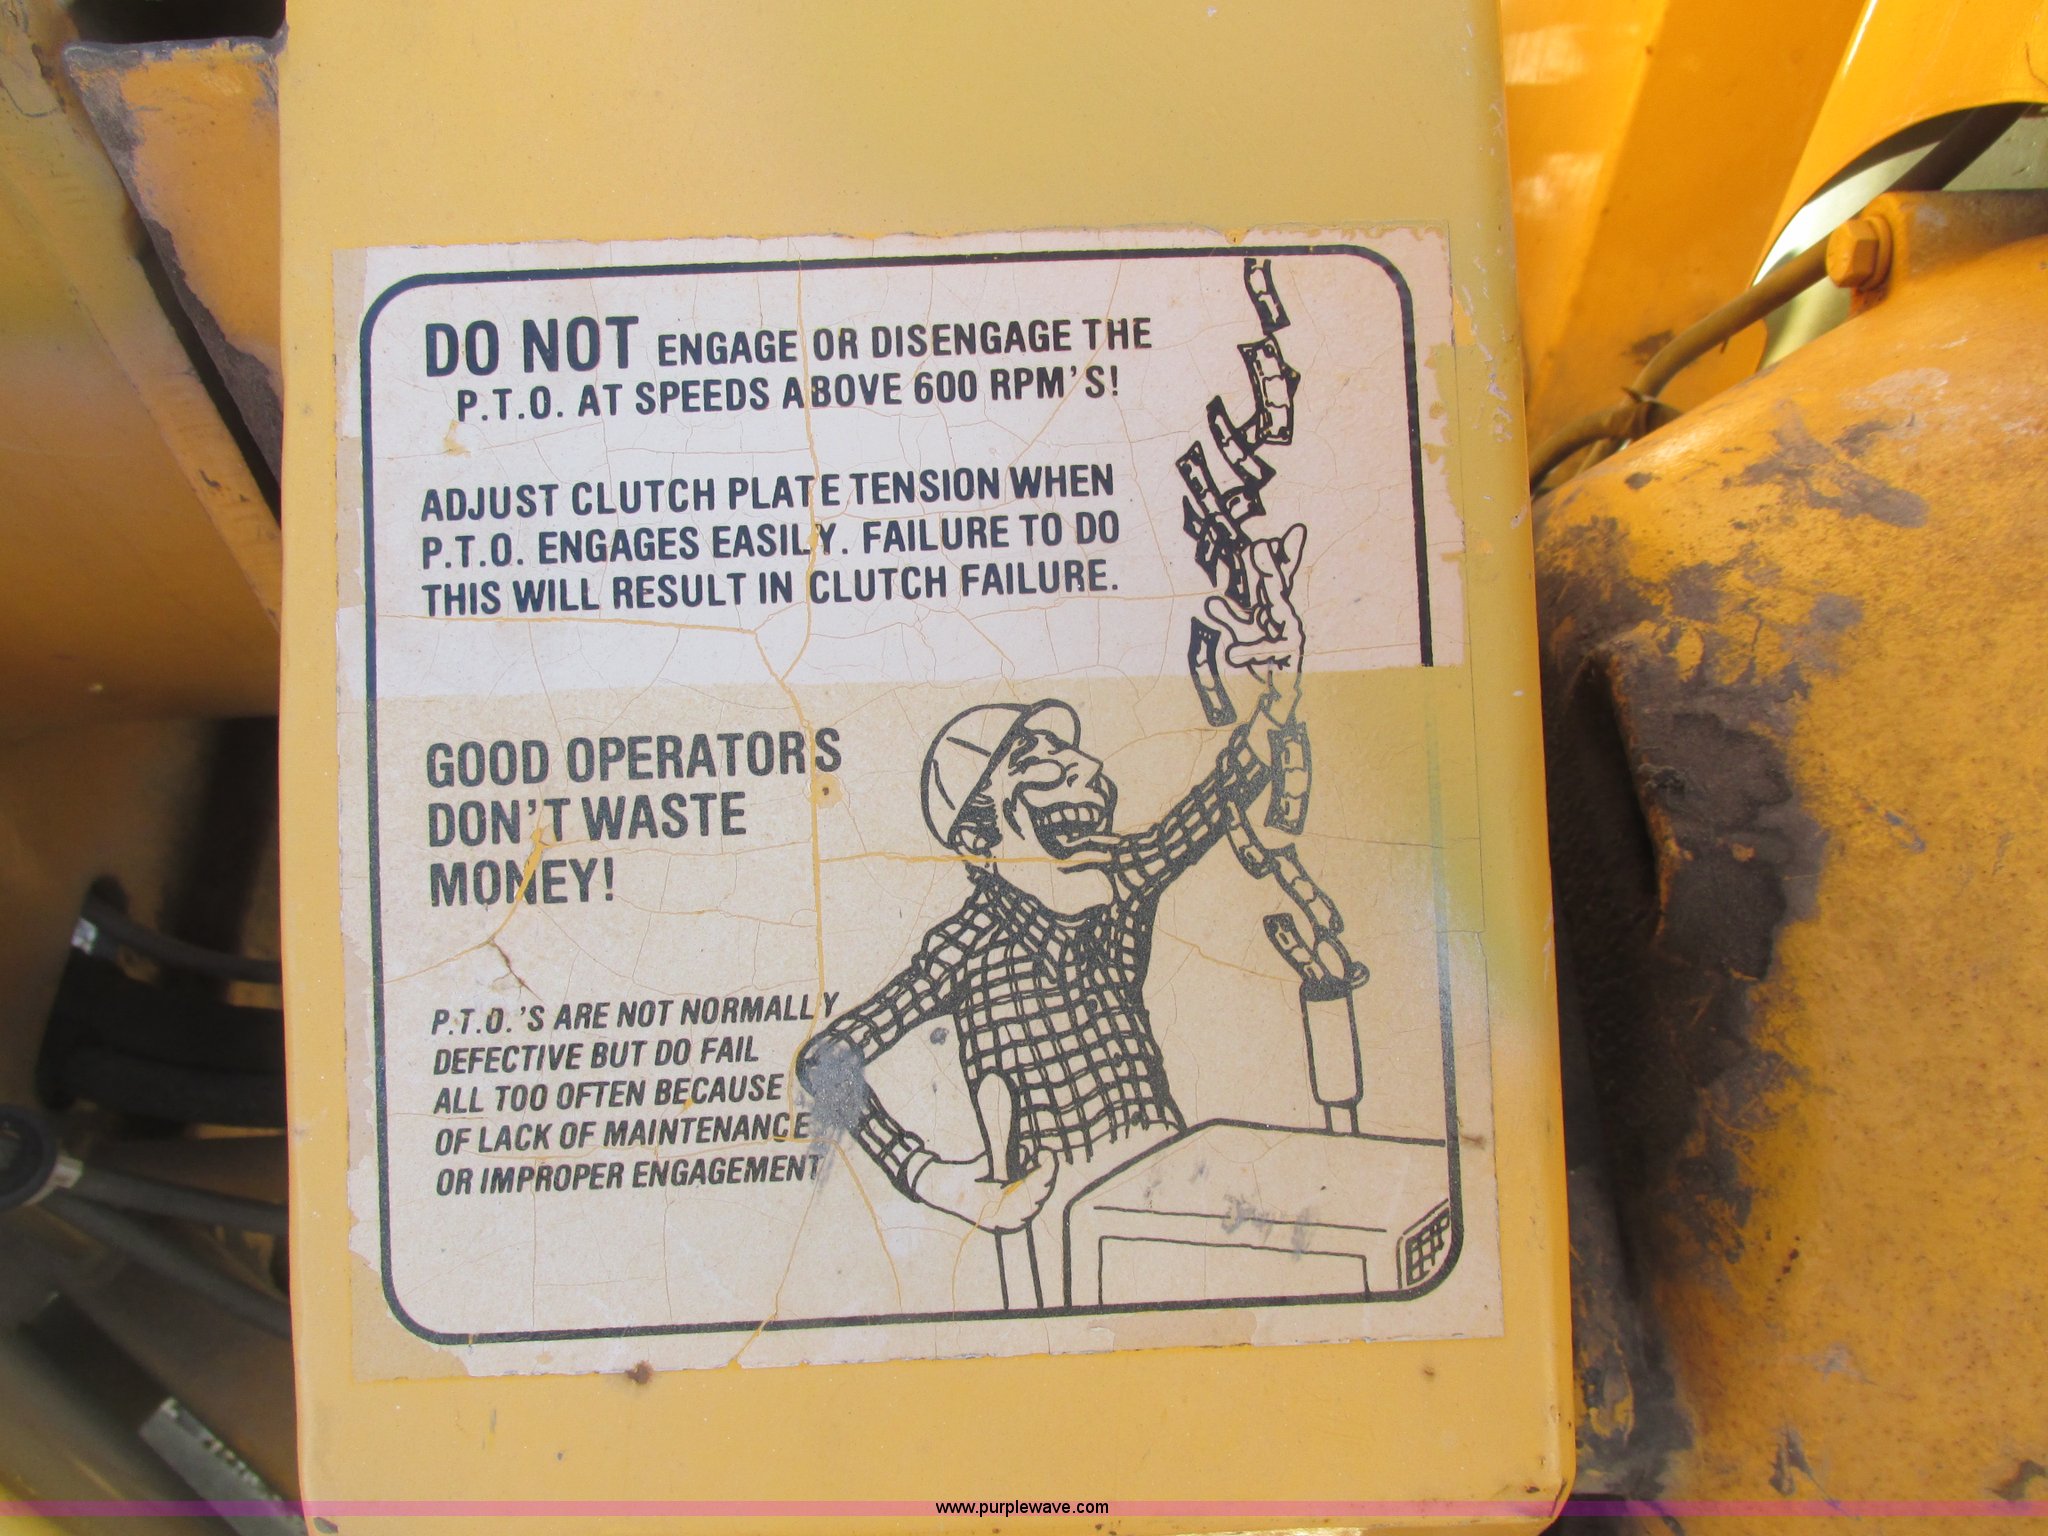 DO NOT ENGAGE OR DISENGAGE THE
P.T.O. AT SPEEDS ABOVE 600 RPM'S!
ADJUST CLUTCH PLATE TENSION WHEN
P.T.O. ENGAGES EASILY. FAILURE TO DO
THIS WILL RESULT IN CLUTCH FAILURE.
GOOD OPERATORS
DON'T WASTE
MONEY!
P.T.O.'S ARE NOT NORMALLY
DEFECTIVE BUT DO FAIL
ALL TOO OFTEN BECAUSE
OF LACK OF MAINTENANCE
OR IMPROPER ENGAGEMENT
www.purplewave.com